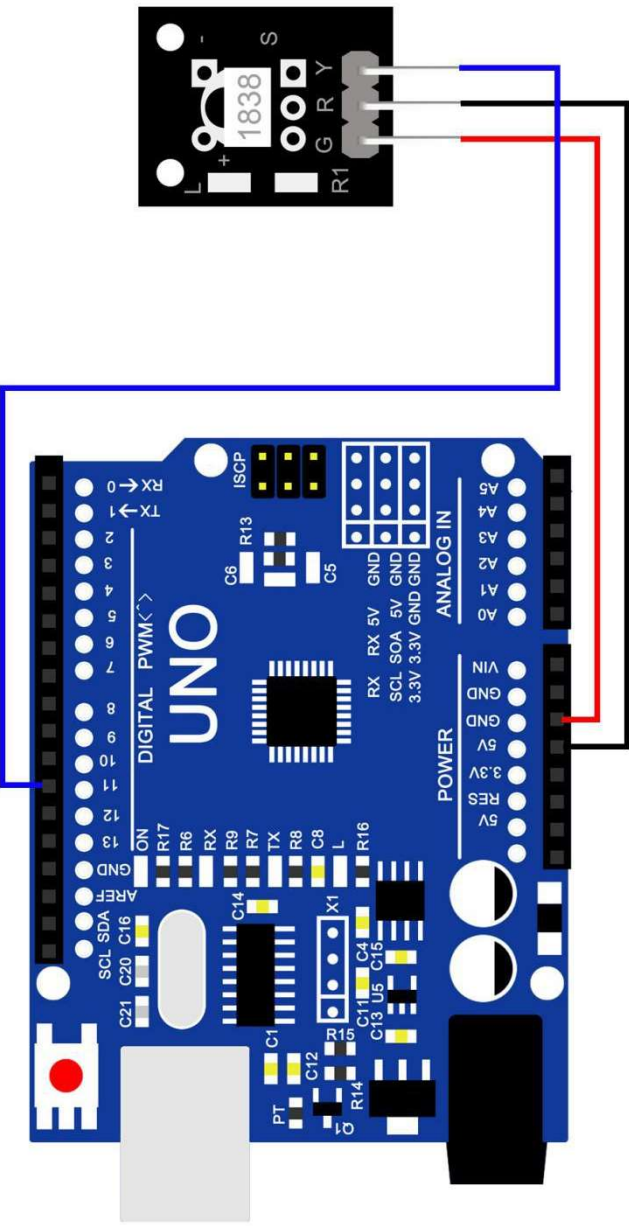 - S
1838
Y
R
G
+
L
R1
ISCP
RX←0
TX→1
2
3
4
5
6
7
8
9
10
11
12
13
GND
AREF
SDA
SCL
DIGITAL PWM<^>
UNO
R13
C6
C5
RX RX 5V GND
SCL SOA 5V GND
3.3V 3.3V GND GND
ANALOG IN
A5
A4
A3
A2
A1
A0
POWER
VIN
GND
GND
5V
3.3V
RES
5V
ON
R17
R6
RX
R9
R7
TX
R8
C8
L
R16
C16
C20
C21
C14
X1
C4
C15
C11
U5
C13
C1
C12
R15
R14
PT
Q1